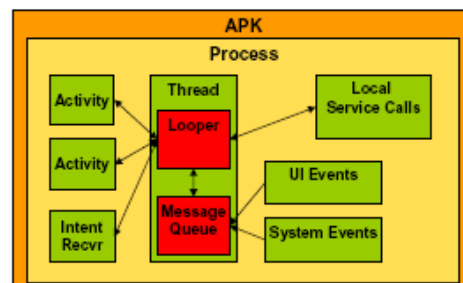 APK
Process
Activity
Activity
Intent
Recvr
Thread
Looper
Message
Queue
Local
Service Calls
UI Events
System Events